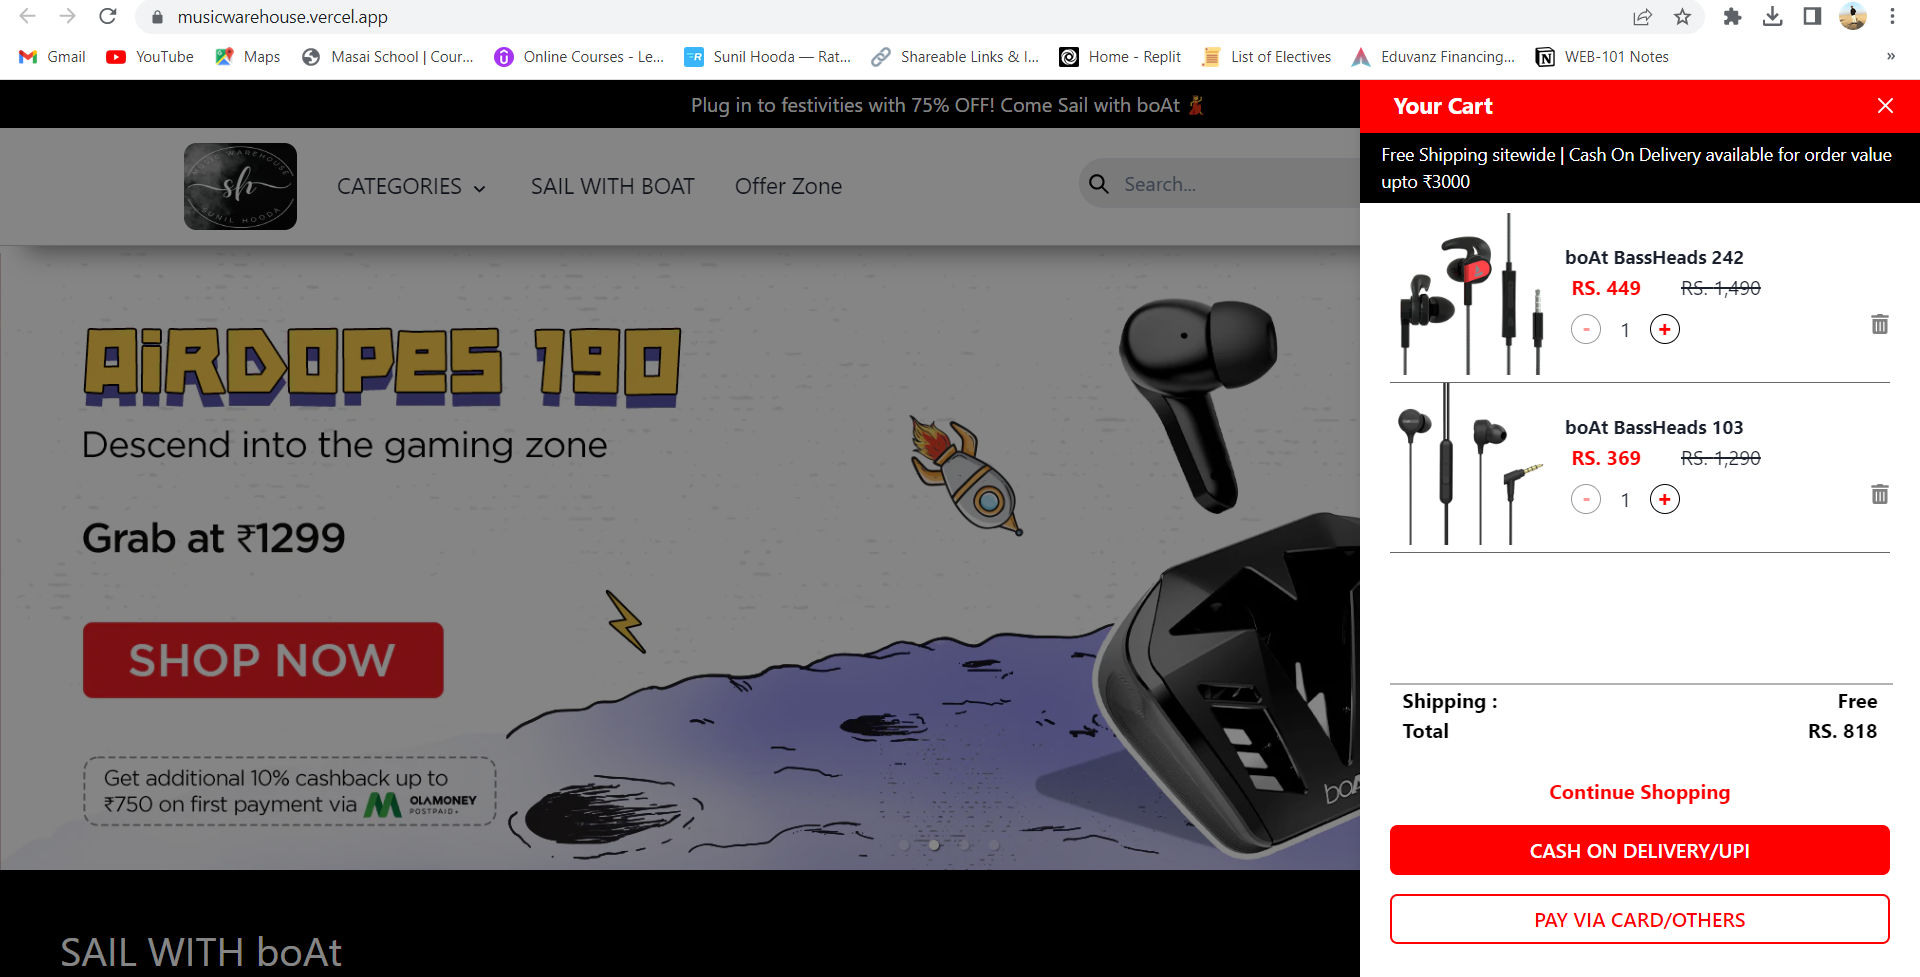 musicwarehouse.vercel.app
Gmail
YouTube
Maps
Masai School | Cour...
Online Courses - Le...
Sunil Hooda — Rat...
Shareable Links & I...
Home - Replit
List of Electives
Eduvanz Financing...
WEB-101 Notes
»
Plug in to festivities with 75% OFF! Come Sail with boAt 💃
MUSIC WAREHOUSE
sh
SUNIL HOODA
CATEGORIES
SAIL WITH BOAT
Offer Zone
Search...
AiRDOPES 190
Descend into the gaming zone
Grab at ₹1299
SHOP NOW
Get additional 10% cashback up to
₹750 on first payment via OLAMONEY
POSTPAID+
boA
SAIL WITH boAt
Your Cart
Free Shipping sitewide | Cash On Delivery available for order value
upto ₹3000
boAt BassHeads 242
RS. 449 RS. 1,490
- 1 +
boAt BassHeads 103
RS. 369 RS. 1,290
- 1 +
Shipping : Free
Total RS. 818
Continue Shopping
CASH ON DELIVERY/UPI
PAY VIA CARD/OTHERS